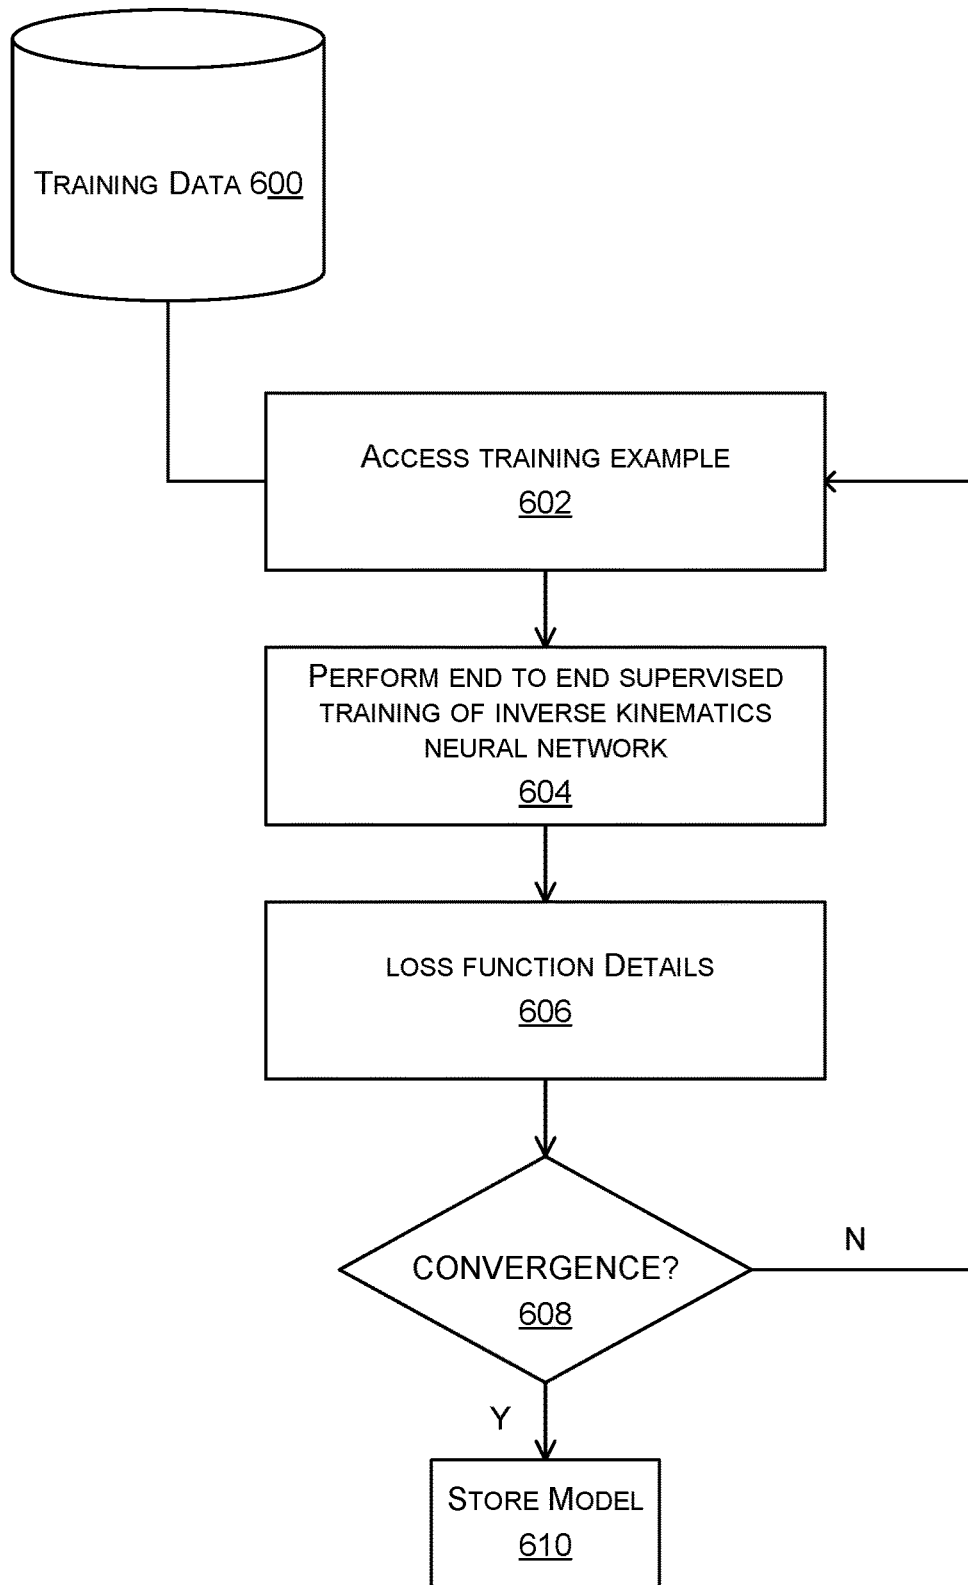 TRAINING DATA 600
ACCESS TRAINING EXAMPLE
602
PERFORM END TO END SUPERVISED
TRAINING OF INVERSE KINEMATICS
NEURAL NETWORK
604
LOSS FUNCTION DETAILS
606
CONVERGENCE?
608
N
Y
STORE MODEL
610